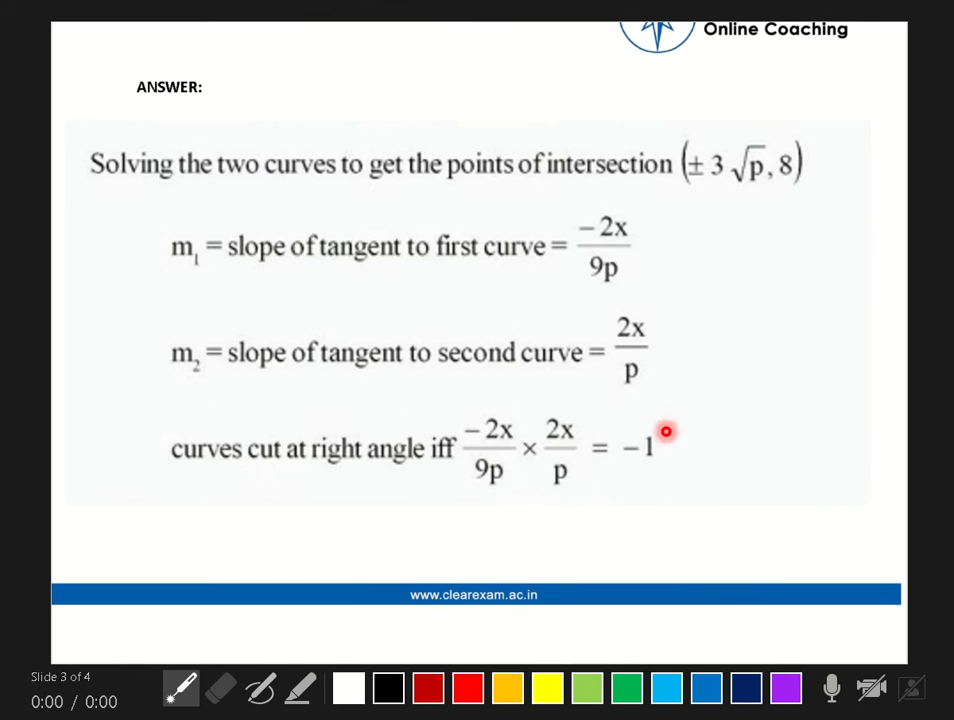 Online Coaching
ANSWER:
Solving the two curves to get the points of intersection (± 3 √p, 8)
m₁ = slope of tangent to first curve = −2x/9p
m₂ = slope of tangent to second curve = 2x/p
curves cut at right angle iff −2x/9p × 2x/p = −1
www.clearexam.ac.in
Slide 3 of 4
0:00 / 0:00